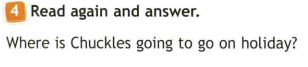 4 Read again and answer.
Where is Chuckles going to go on holiday?